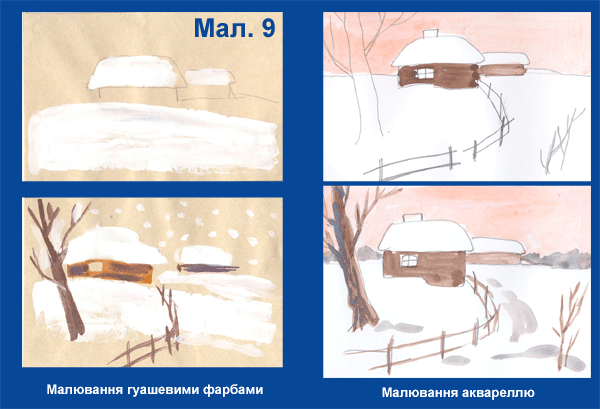 Мал. 9
Малювання гуашевими фарбами
Малювання аквареллю